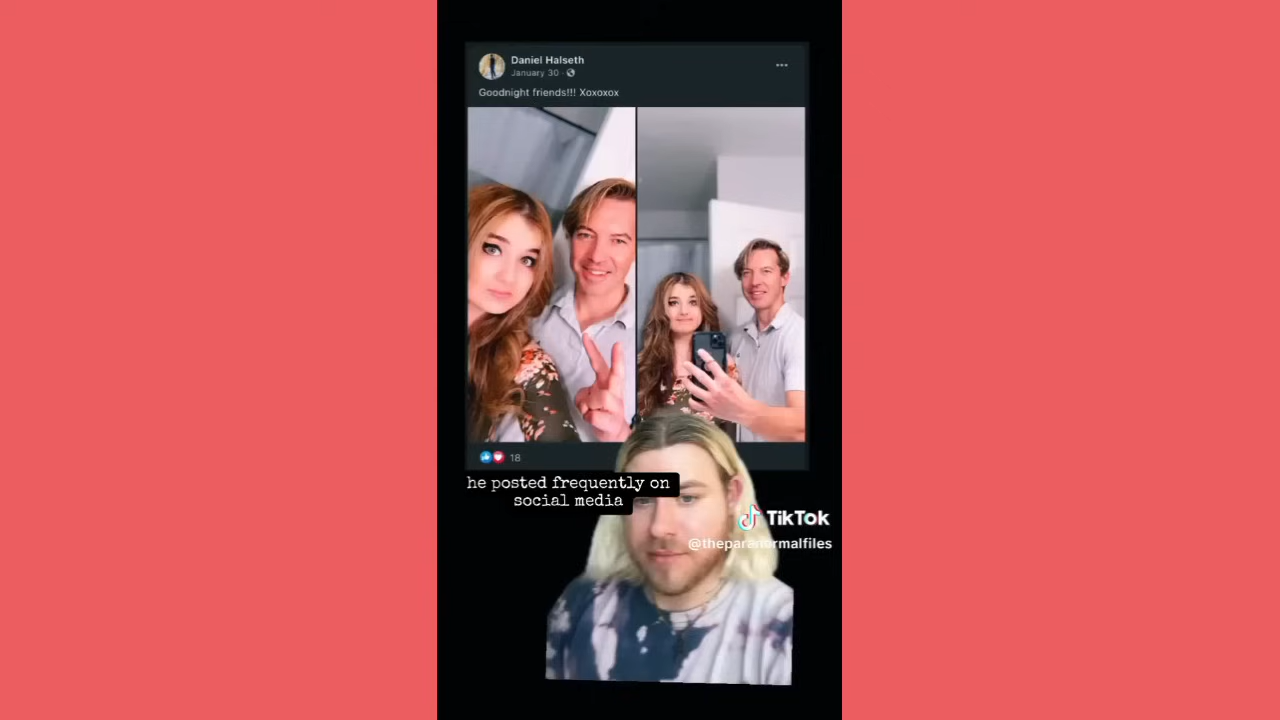 Daniel Halseth
January 30 ·
Goodnight friends!!! Xoxoxox
18
he posted frequently on
social media
TikTok
@theparanormalfiles